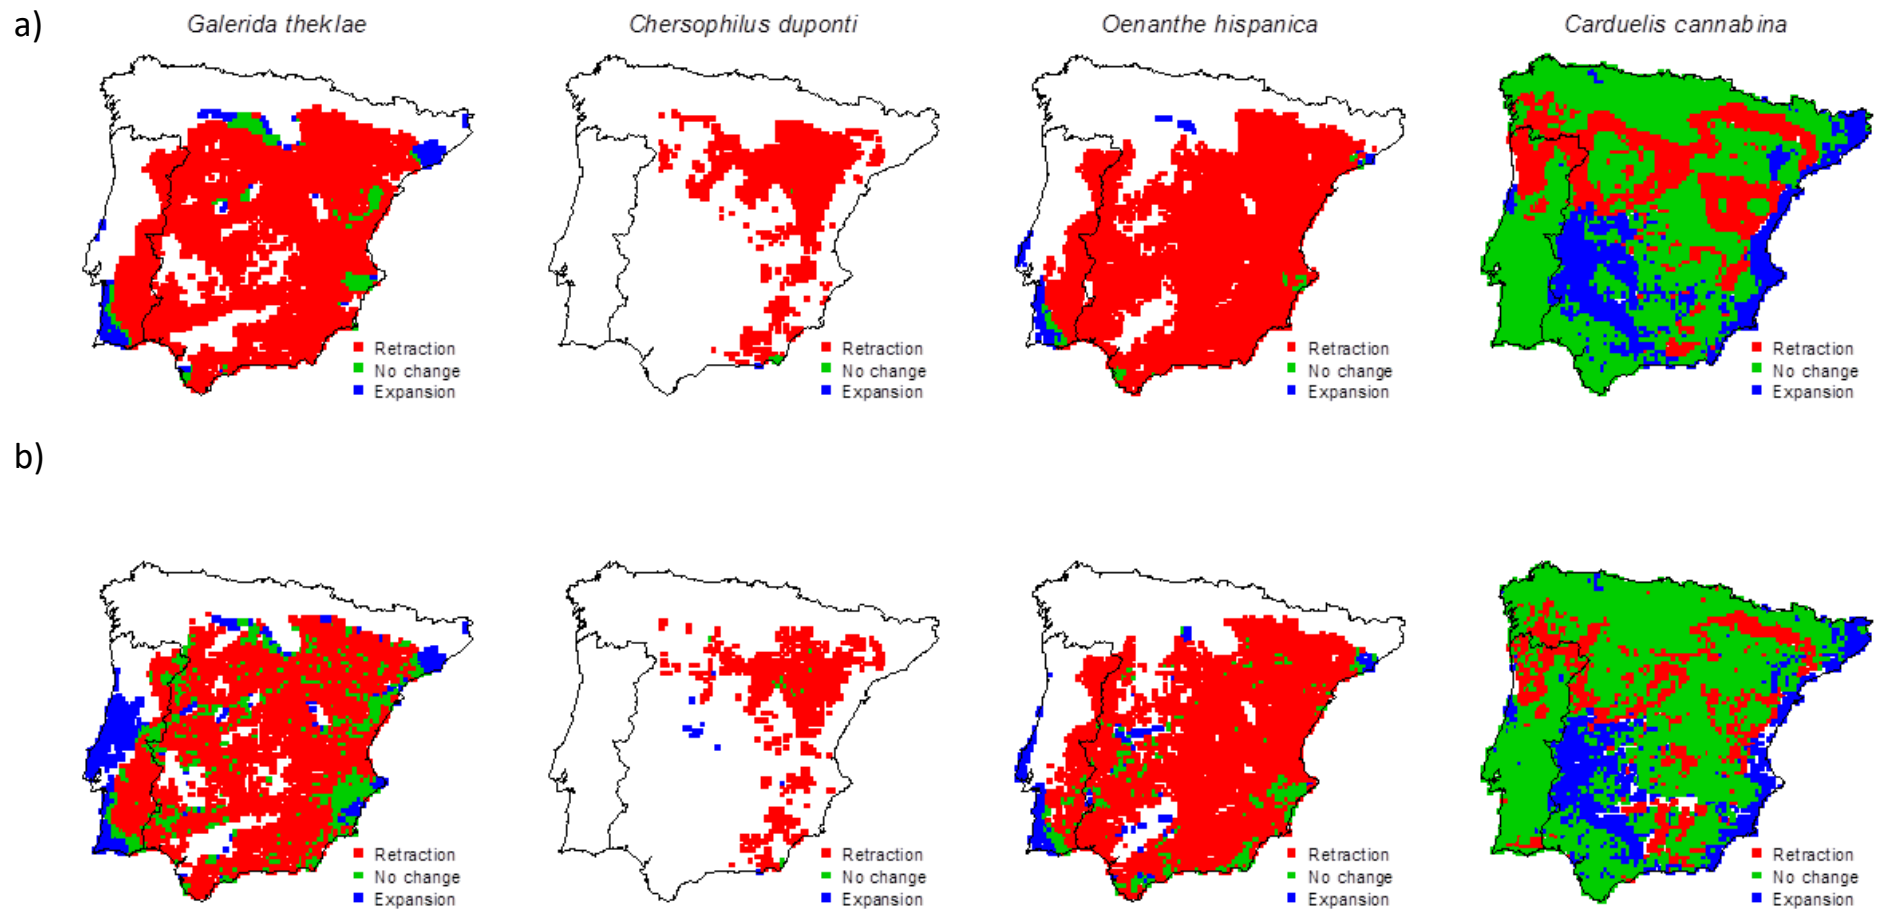 a)
Galerida theklae
Chersophilus duponti
Oenanthe hispanica
Carduelis cannabina
Retraction
No change
Expansion
Retraction
No change
Expansion
Retraction
No change
Expansion
Retraction
No change
Expansion
b)
Retraction
No change
Expansion
Retraction
No change
Expansion
Retraction
No change
Expansion
Retraction
No change
Expansion